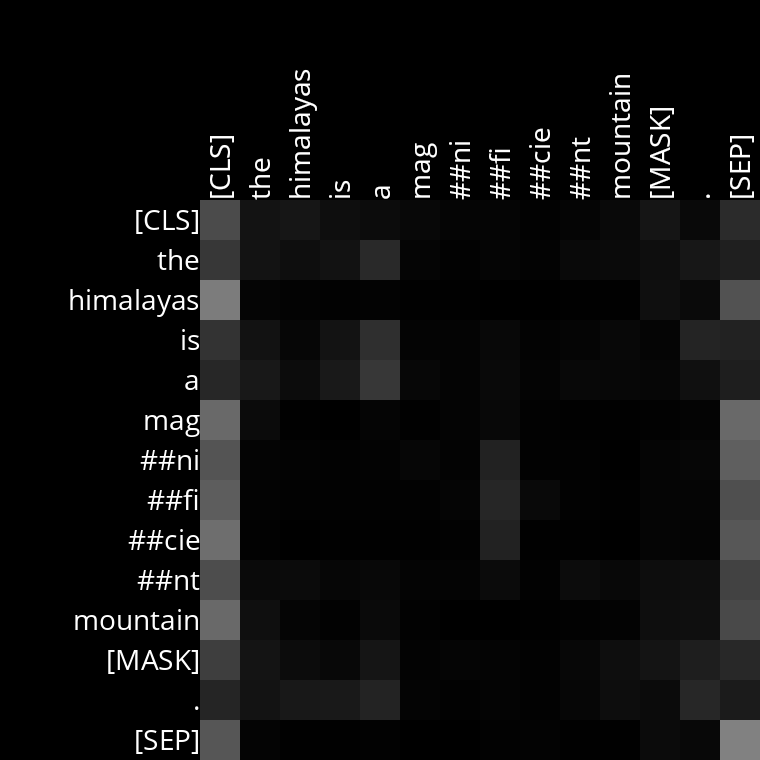 [CLS] the himalayas is a mag ##ni ##fi ##cie ##nt mountain [MASK] . [SEP]
[CLS]
the
himalayas
is
a
mag
##ni
##fi
##cie
##nt
mountain
[MASK]
.
[SEP]